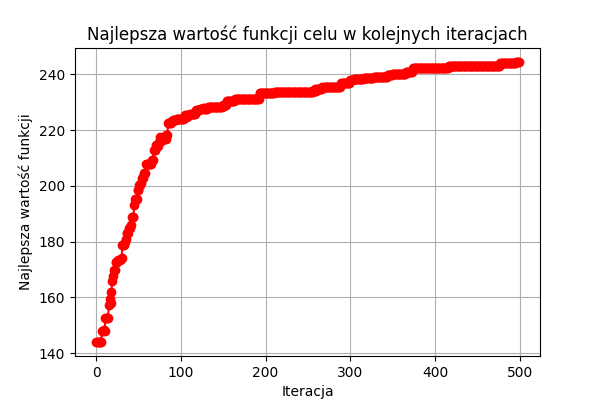 Najlepsza wartość funkcji celu w kolejnych iteracjach
Najlepsza wartość funkcji
240
220
200
180
160
140
0 100 200 300 400 500
Iteracja